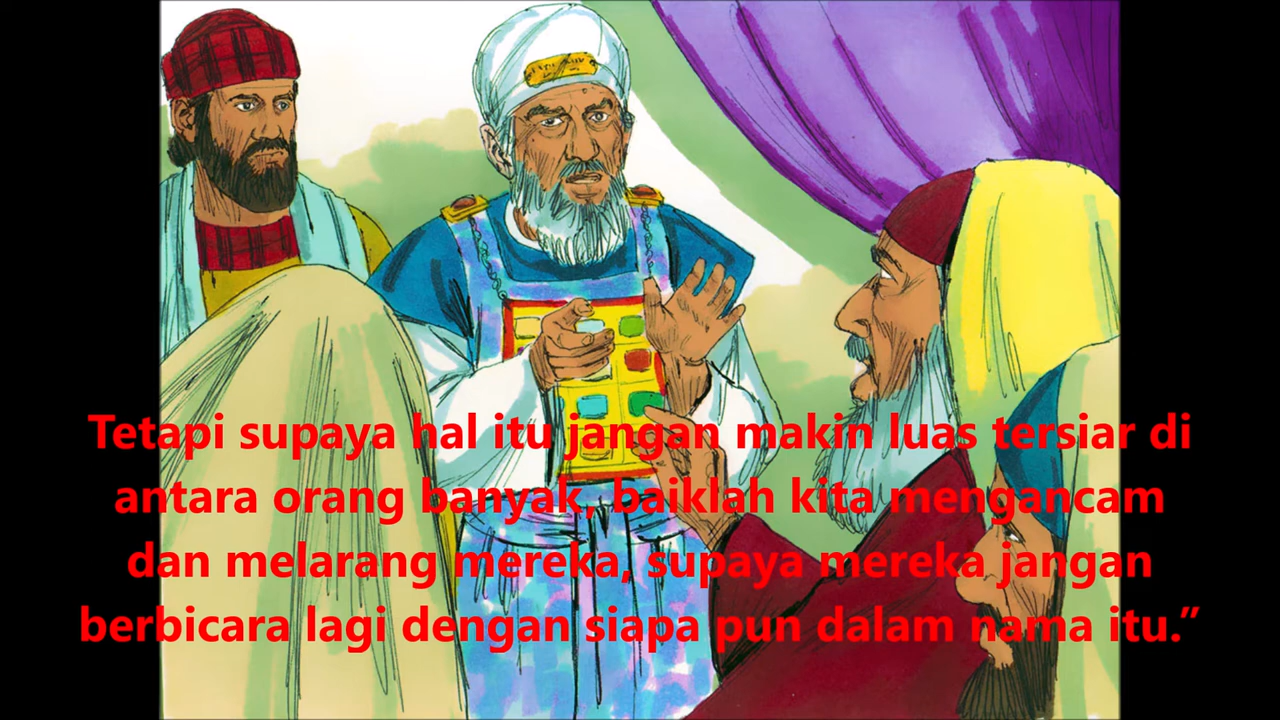 Tetapi supaya hal itu jangan makin luas tersiar di
antara orang banyak, baiklah kita mengancam
dan melarang mereka, supaya mereka jangan
berbicara lagi dengan siapa pun dalam nama itu.”